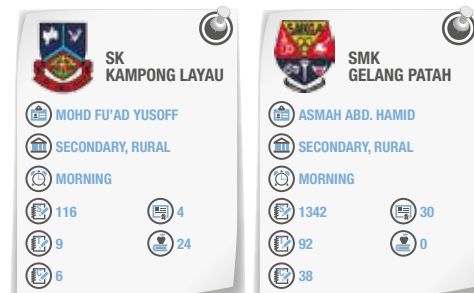 SK
KAMPONG LAYAU
MOHD FU'AD YUSOFF
SECONDARY, RURAL
MORNING
116
4
9
24
6
SMK
GELANG PATAH
ASMAH ABD. HAMID
SECONDARY, RURAL
MORNING
1342
30
92
0
38